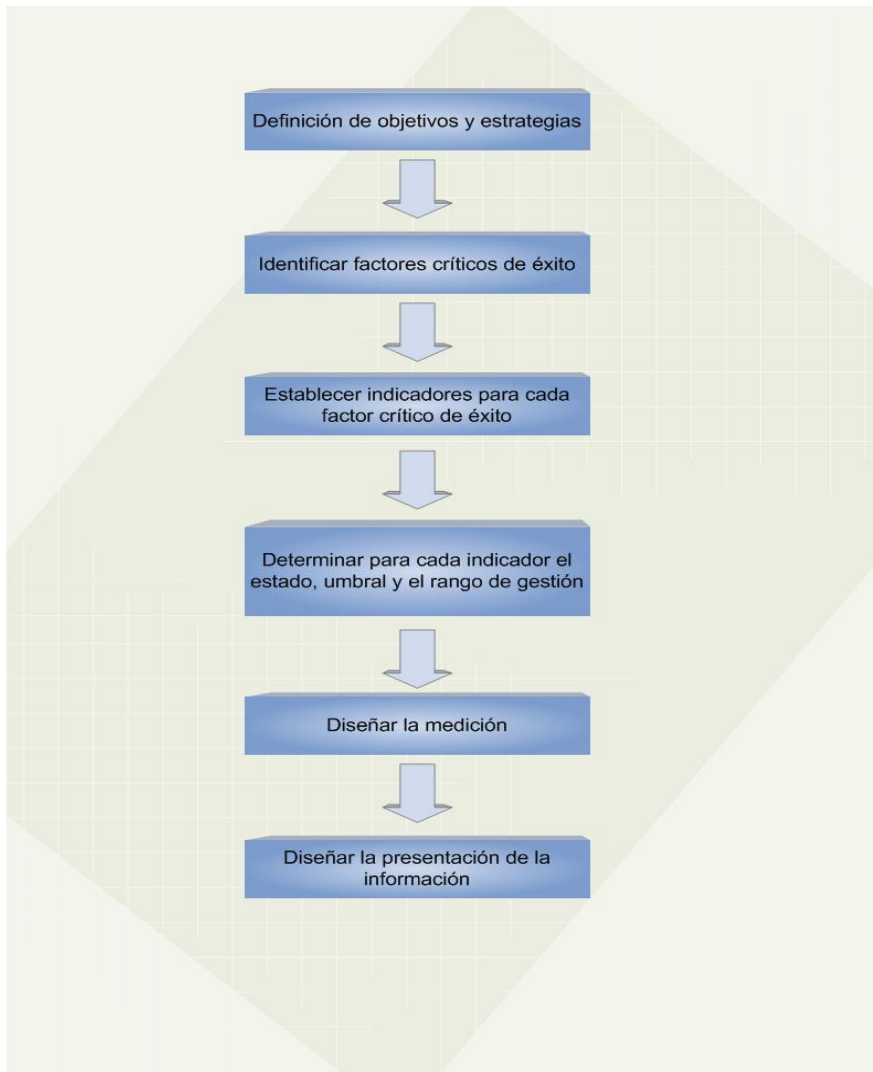 Definición de objetivos y estrategias
Identificar factores críticos de éxito
Establecer indicadores para cada
factor crítico de éxito
Determinar para cada indicador el
estado, umbral y el rango de gestión
Diseñar la medición
Diseñar la presentación de la
información